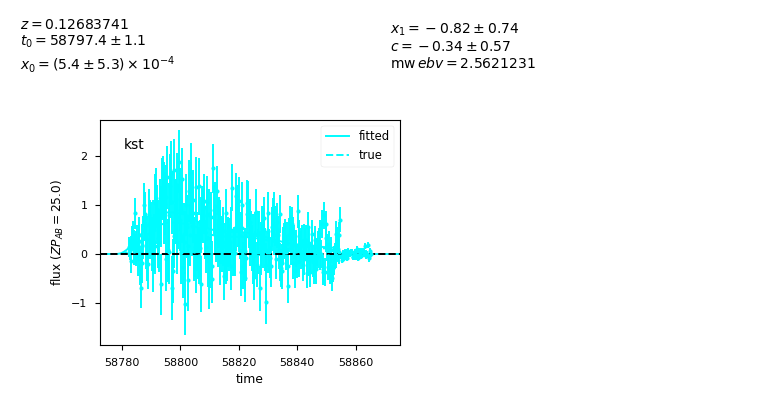 z = 0.12683741
t₀ = 58797.4 ± 1.1
x₀ = (5.4 ± 5.3) × 10⁻⁴
x₁ = −0.82 ± 0.74
c = −0.34 ± 0.57
mw ebv = 2.5621231
kst
fitted
true
flux (ZP_AB = 25.0)
2
1
0
−1
58780 58800 58820 58840 58860
time